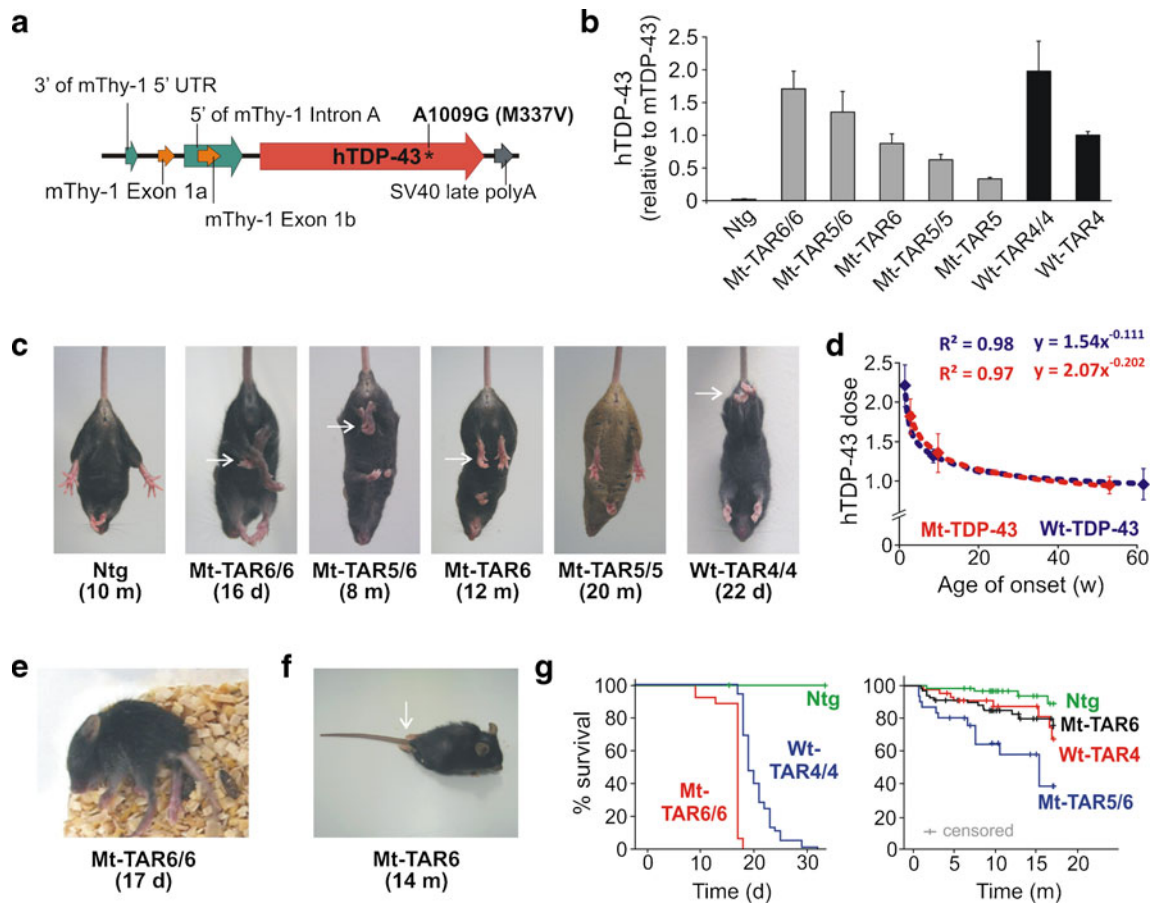 a
3' of mThy-1 5' UTR
5' of mThy-1 Intron A
A1009G (M337V)
hTDP-43*
mThy-1 Exon 1a
mThy-1 Exon 1b
SV40 late polyA
b
hTDP-43
(relative to mTDP-43)
2.5
2.0
1.5
1.0
0.5
0
Ntg
Mt-TAR6/6
Mt-TAR5/6
Mt-TAR6
Mt-TAR5/5
Mt-TAR5
Wt-TAR4/4
Wt-TAR4
c
Ntg
(10 m)
Mt-TAR6/6
(16 d)
Mt-TAR5/6
(8 m)
Mt-TAR6
(12 m)
Mt-TAR5/5
(20 m)
Wt-TAR4/4
(22 d)
d
R² = 0.98 y = 1.54x-0.111
R² = 0.97 y = 2.07x-0.202
hTDP-43 dose
2.5
2.0
1.5
1.0
0
Mt-TDP-43 Wt-TDP-43
0 20 40 60
Age of onset (w)
e
Mt-TAR6/6
(17 d)
f
Mt-TAR6
(14 m)
g
% survival
100
80
60
40
20
0
Ntg
Wt-
TAR4/4
Mt-
TAR6/6
0 10 20 30
Time (d)
100
80
60
40
20
0
Ntg
Mt-TAR6
Wt-TAR4
Mt-TAR5/6
censored
0 5 10 15 20
Time (m)